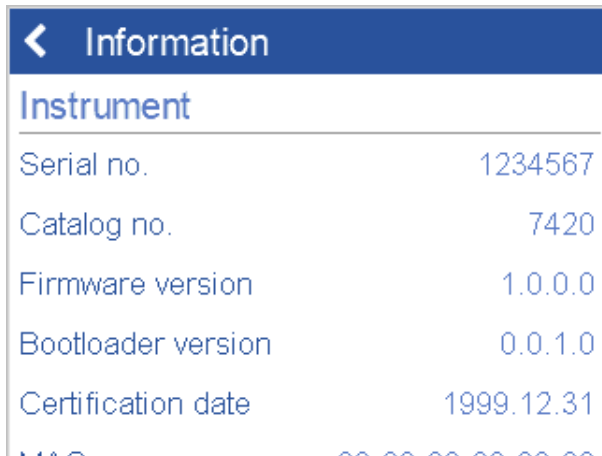 Information
Instrument
Serial no. 1234567
Catalog no. 7420
Firmware version 1.0.0.0
Bootloader version 0.0.1.0
Certification date 1999.12.31